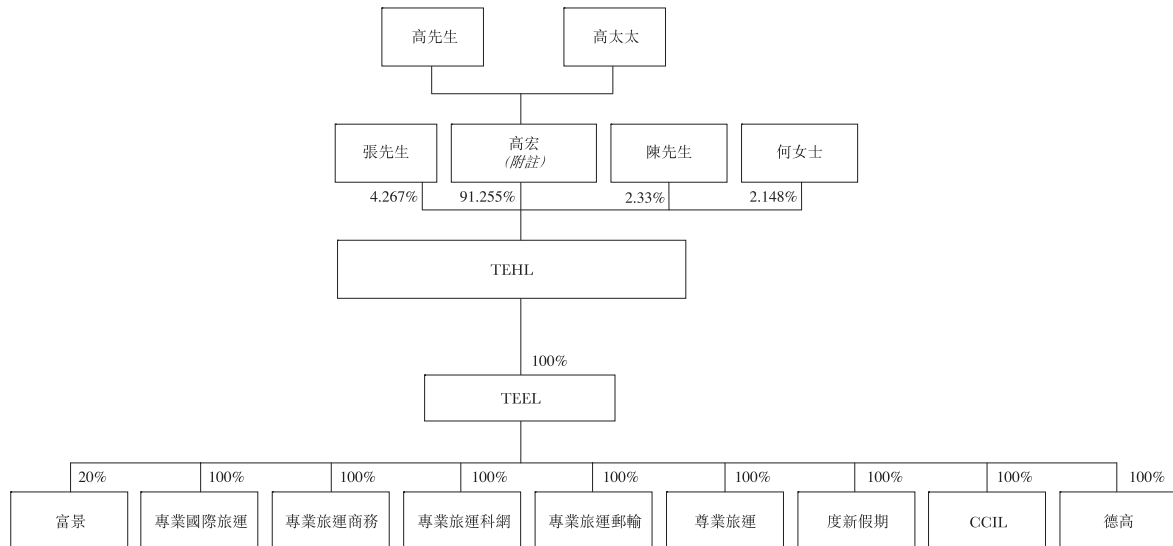 高先生
高太太
張先生
高宏
(附註)
陳先生
何女士
4.267%
91.255%
2.33%
2.148%
TEHL
100%
TEEL
20%
100%
100%
100%
100%
100%
100%
100%
100%
富景
專業國際旅運
專業旅運商務
專業旅運科網
專業旅運郵輪
尊業旅運
度新假期
CCIL
德高